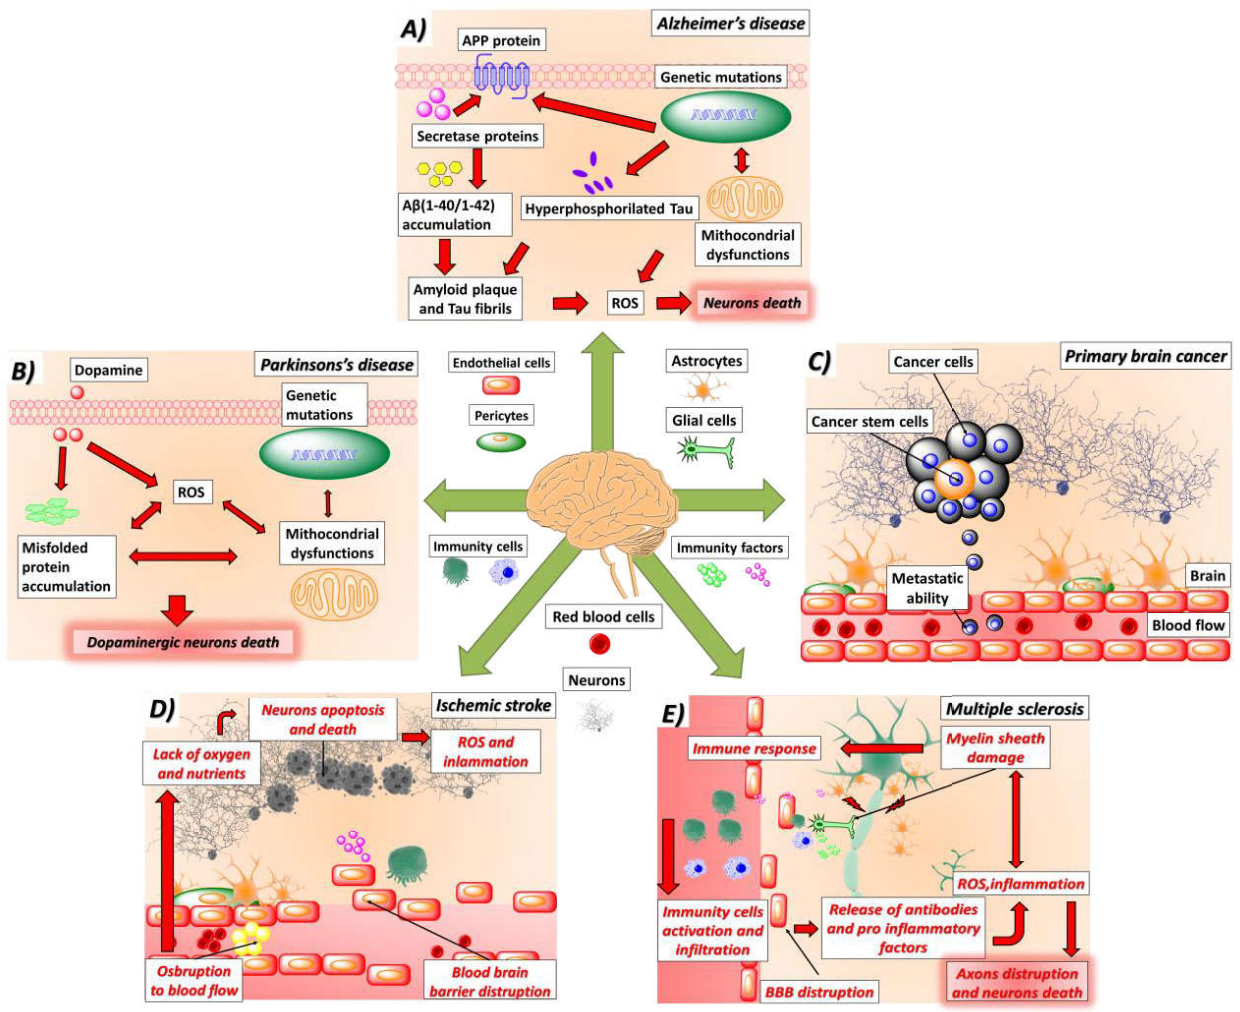 A)
Alzheimer's disease
APP protein
Genetic mutations
Secretase proteins
Aβ(1-40/1-42)
accumulation
Hyperphosphorilated Tau
Mithocondrial
dysfunctions
Amyloid plaque
and Tau fibrils
ROS
Neurons death
B)
Parkinsons's disease
Dopamine
Genetic
mutations
ROS
Misfolded
protein
accumulation
Mithocondrial
dysfunctions
Dopaminergic neurons death
Endothelial cells
Astrocytes
Pericytes
Glial cells
Immunity cells
Immunity factors
Red blood cells
Neurons
C)
Primary brain cancer
Cancer cells
Cancer stem cells
Metastatic
ability
Brain
Blood flow
D)
Ischemic stroke
Neurons apoptosis
and death
Lack of oxygen
and nutrients
ROS and
inlammation
Osbruption
to blood flow
Blood brain
barrier distruption
E)
Multiple sclerosis
Immune response
Myelin sheath
damage
ROS,inflammation
Immunity cells
activation and
infiltration
Release of antibodies
and pro inflammatory
factors
BBB distruption
Axons distruption
and neurons death